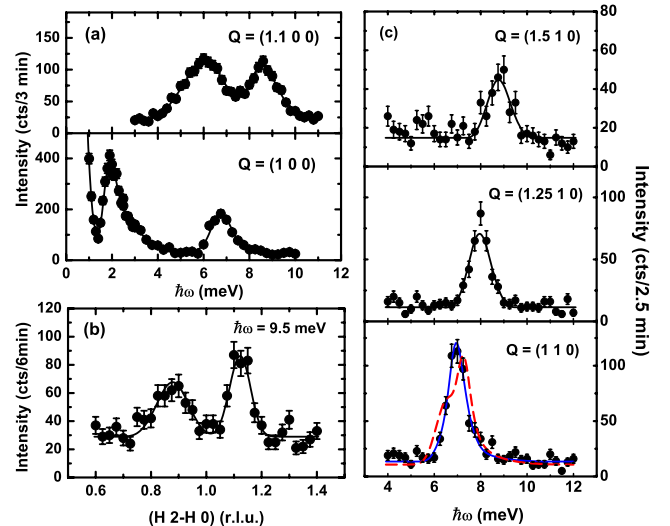 (a)
Q = (1.1 0 0)
150
125
100
75
50
25
0
Intensity (cts/3 min)
Q = (1 0 0)
400
200
0
0 2 4 6 8 10 12
ħω (meV)
(b)
ħω = 9.5 meV
120
100
80
60
40
20
0
Intensity (cts/6min)
0.6 0.8 1.0 1.2 1.4
(H 2-H 0) (r.l.u.)
(c)
Q = (1.5 1 0)
80
60
40
20
0
Q = (1.25 1 0)
100
50
0
Intensity (cts/2.5 min)
Q = (1 1 0)
100
50
0
4 6 8 10 12
ħω (meV)